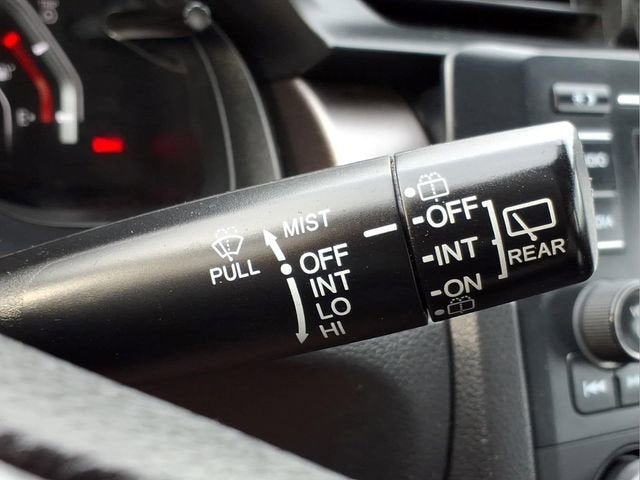 MIST
PULL
OFF
INT
LO
HI
OFF
INT
ON
REAR